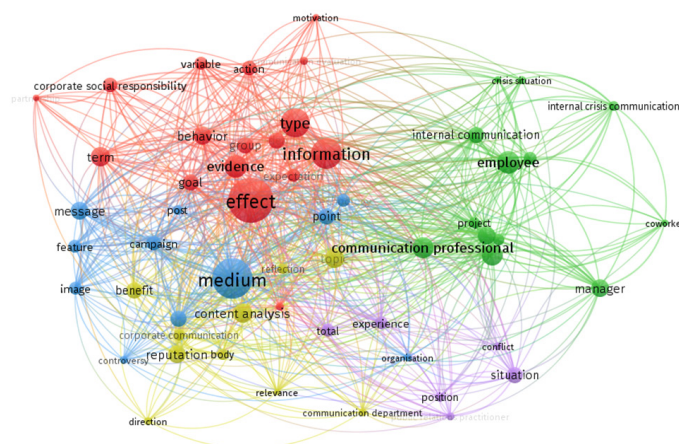 motivation
variable
action
corporate social responsibility
crisis situation
internal crisis communication
type
behavior
internal communication
group
term
evidence
information
employee
goal
expectation
effect
message
post
point
project
coworker
feature
campaign
communication professional
topic
reflection
medium
image
benefit
manager
content analysis
total
experience
corporate communication
reputation
body
controversy
organisation
conflict
situation
relevance
position
communication department
direction